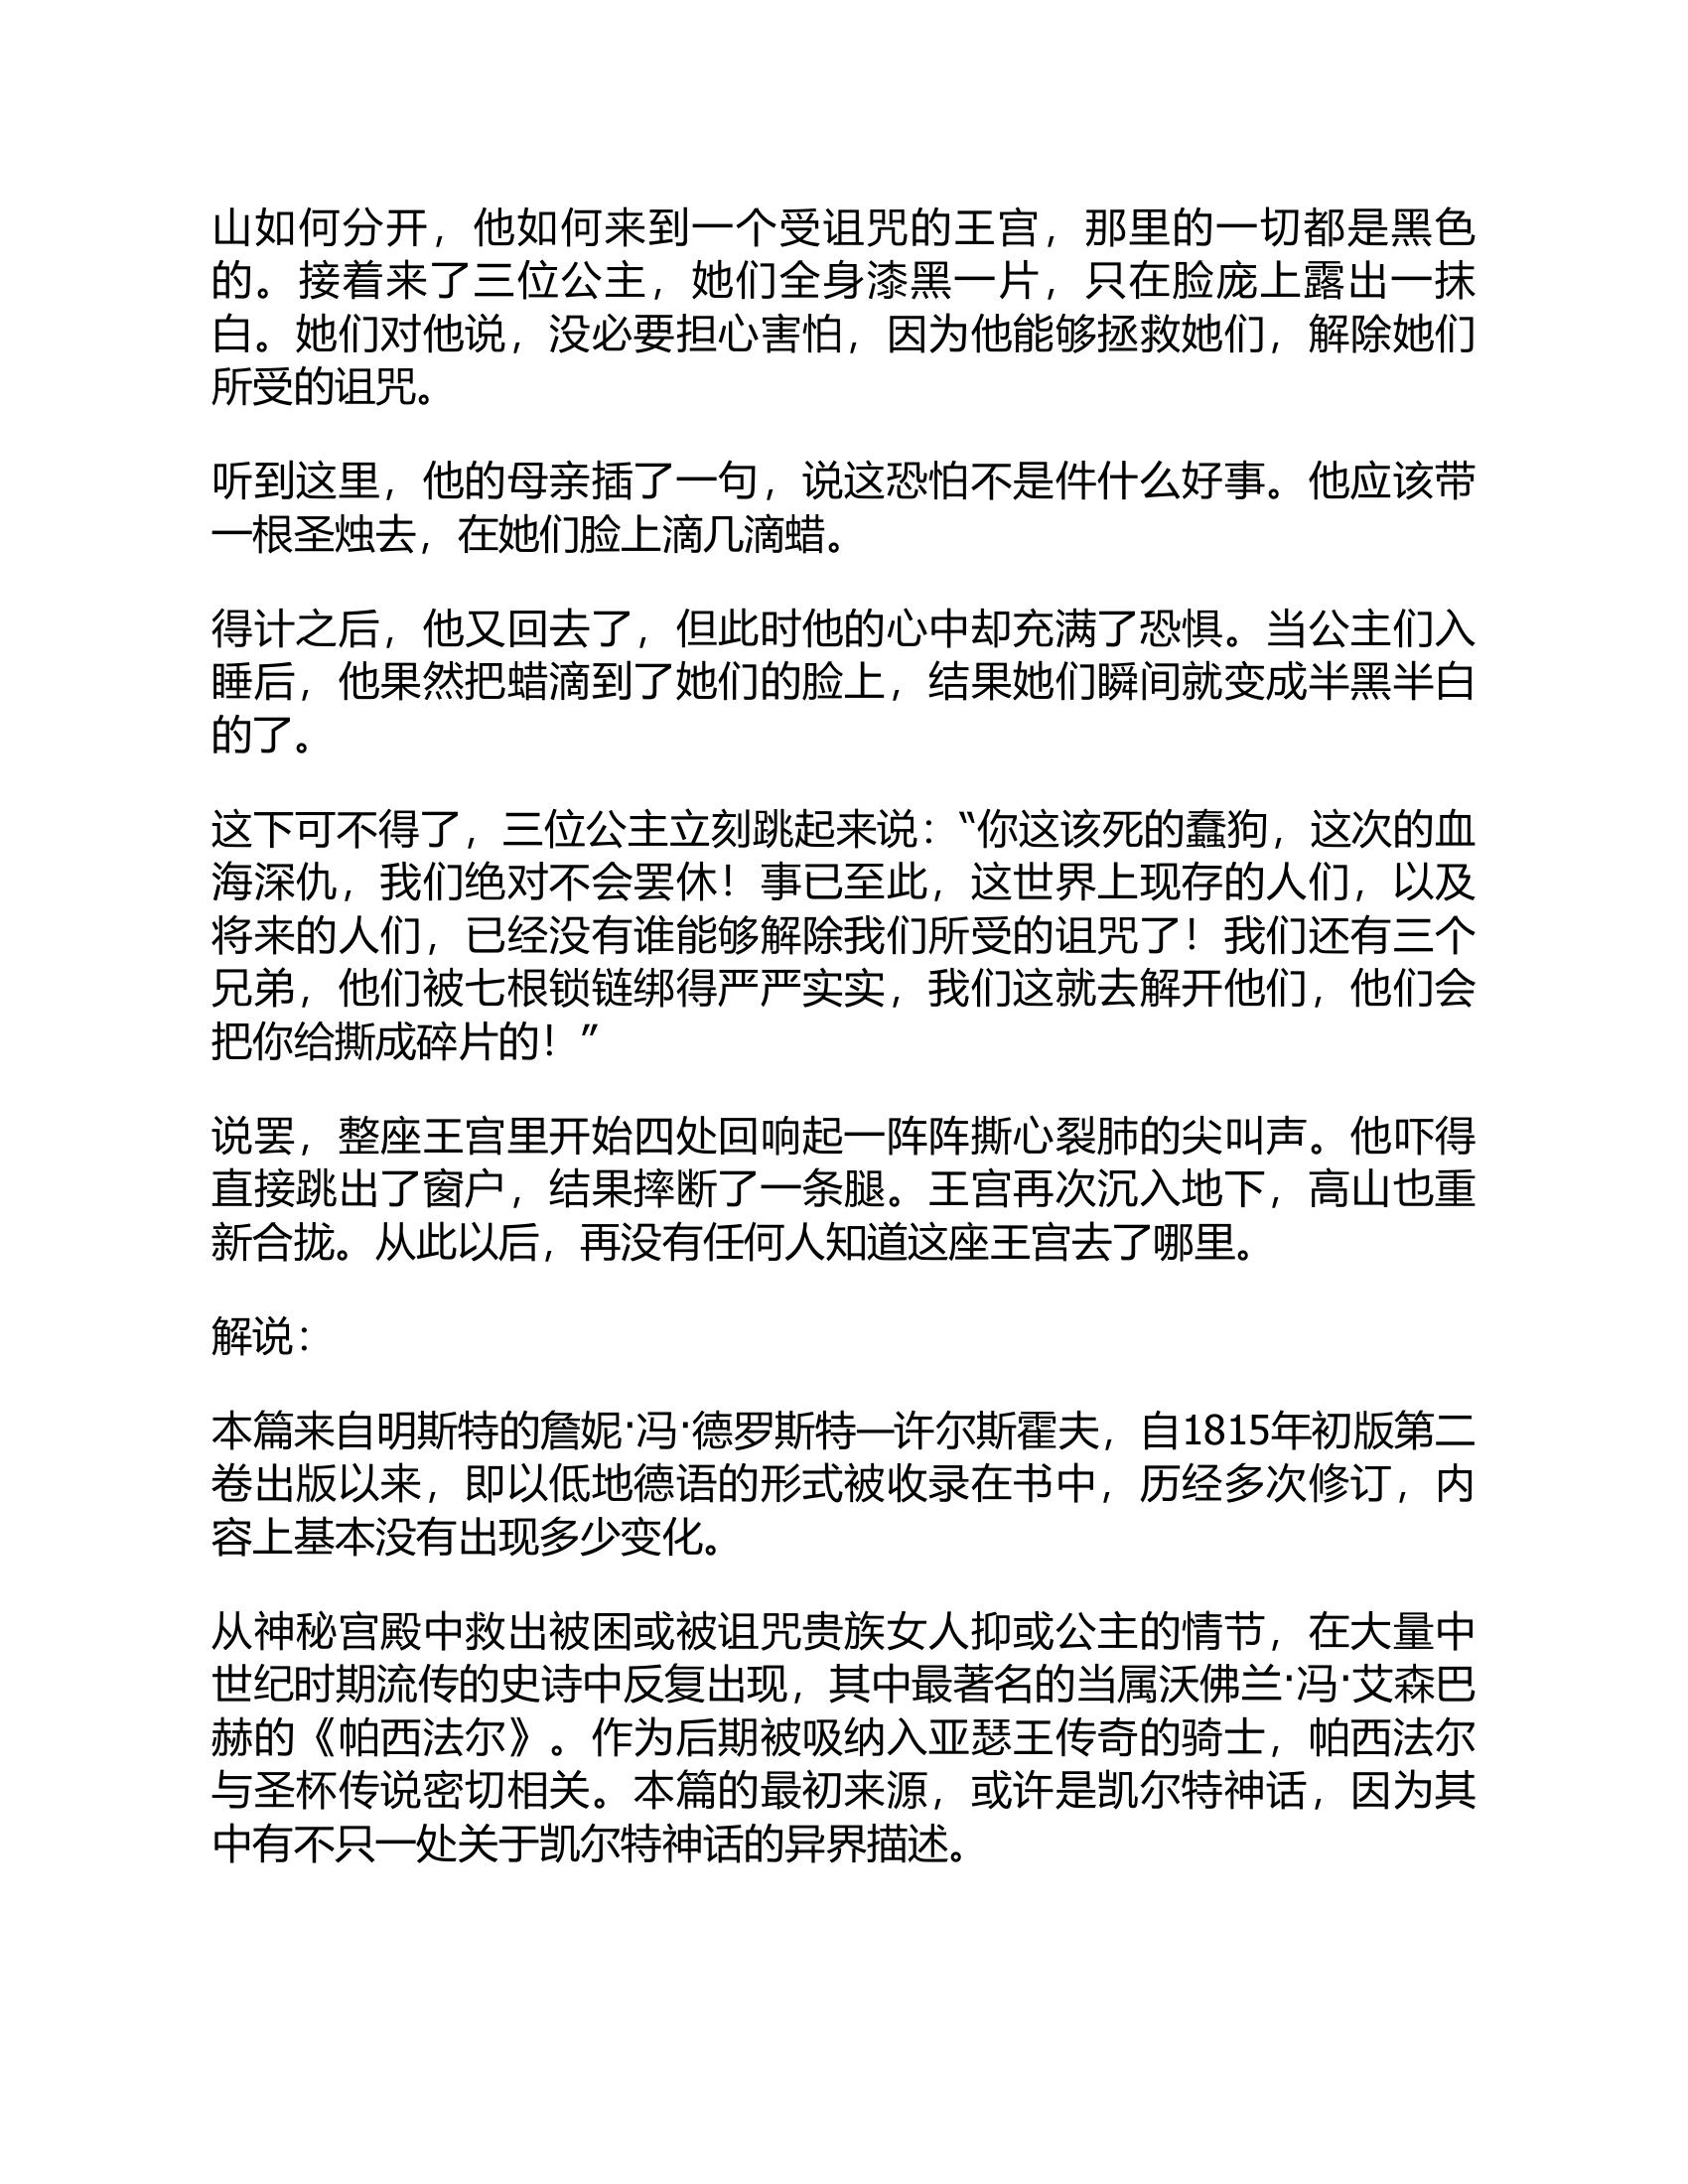 山如何分开，他如何来到一个受诅咒的王宫，那里的一切都是黑色
的。接着来了三位公主，她们全身漆黑一片，只在脸庞上露出一抹
白。她们对他说，没必要担心害怕，因为他能够拯救她们，解除她们
所受的诅咒。
听到这里，他的母亲插了一句，说这恐怕不是件什么好事。他应该带
一根圣烛去，在她们脸上滴几滴蜡。
得计之后，他又回去了，但此时他的心中却充满了恐惧。当公主们入
睡后，他果然把蜡滴到了她们的脸上，结果她们瞬间就变成半黑半白
的了。
这下可不得了，三位公主立刻跳起来说：“你这该死的蠢狗，这次的血
海深仇，我们绝对不会罢休！事已至此，这世界上现存的人们，以及
将来的人们，已经没有谁能够解除我们所受的诅咒了！我们还有三个
兄弟，他们被七根锁链绑得严严实实，我们这就去解开他们，他们会
把你给撕成碎片的！”
说罢，整座王宫里开始四处回响起一阵阵撕心裂肺的尖叫声。他吓得
直接跳出了窗户，结果摔断了一条腿。王宫再次沉入地下，高山也重
新合拢。从此以后，再没有任何人知道这座王宫去了哪里。
解说：
本篇来自明斯特的詹妮·冯·德罗斯特—许尔斯霍夫，自1815年初版第二
卷出版以来，即以低地德语的形式被收录在书中，历经多次修订，内
容上基本没有出现多少变化。
从神秘宫殿中救出被困或被诅咒贵族女人抑或公主的情节，在大量中
世纪时期流传的史诗中反复出现，其中最著名的当属沃佛兰·冯·艾森巴
赫的《帕西法尔》。作为后期被吸纳入亚瑟王传奇的骑士，帕西法尔
与圣杯传说密切相关。本篇的最初来源，或许是凯尔特神话，因为其
中有不只一处关于凯尔特神话的异界描述。